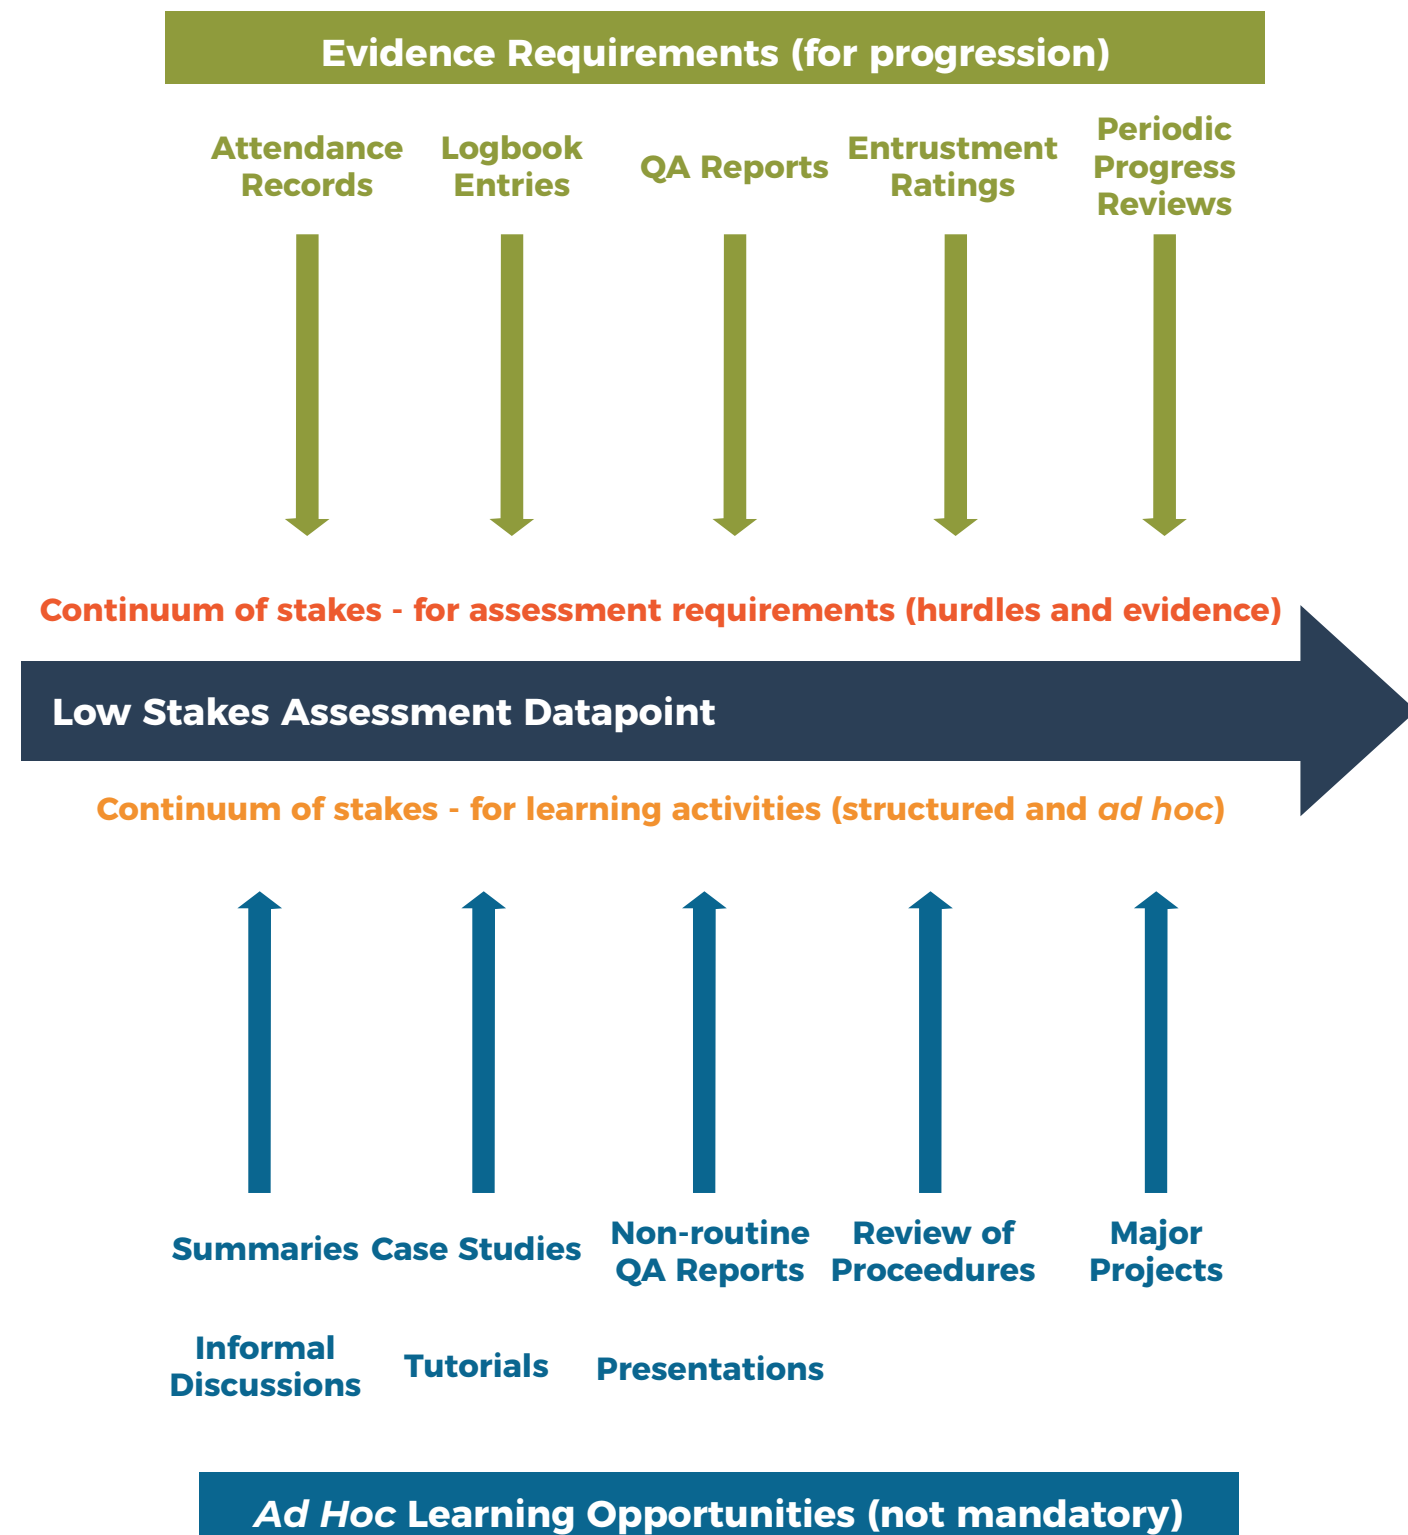 Evidence Requirements (for progression)
Attendance
Records
Logbook
Entries
QA Reports
Entrustment
Ratings
Periodic
Progress
Reviews
Continuum of stakes - for assessment requirements (hurdles and evidence)
Low Stakes Assessment Datapoint
Continuum of stakes - for learning activities (structured and ad hoc)
Summaries
Case Studies
Non-routine
QA Reports
Review of
Proceedures
Major
Projects
Informal
Discussions
Tutorials
Presentations
Ad Hoc Learning Opportunities (not mandatory)